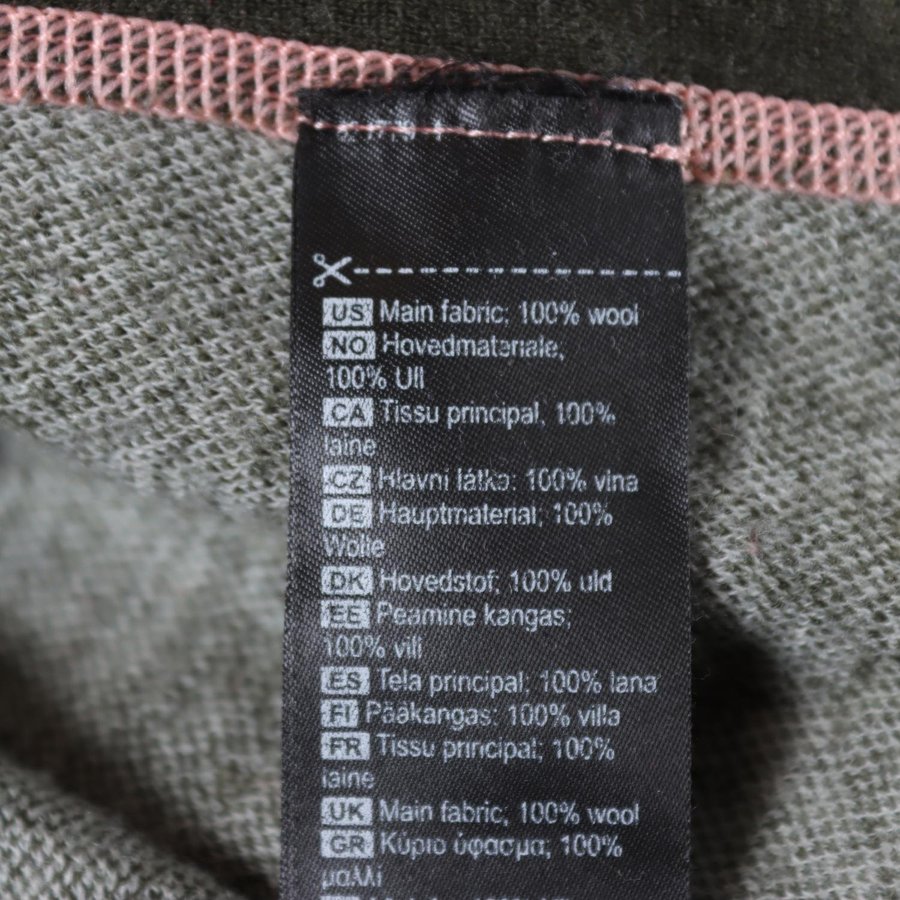 US Main fabric; 100% wool
NO Hovedmateriale;
100% Ull
CA Tissu principal, 100%
laine
CZ Hlavní látka: 100% vlna
DE Hauptmaterial; 100%
Wolle
DK Hovedstof; 100% uld
EE Peamine kangas;
100% vill
ES Tela principal; 100% lana
FI Pääkangas: 100% villa
FR Tissu principal; 100%
laine
UK Main fabric; 100% wool
GR Κύριο ύφασμα; 100%
μαλλί